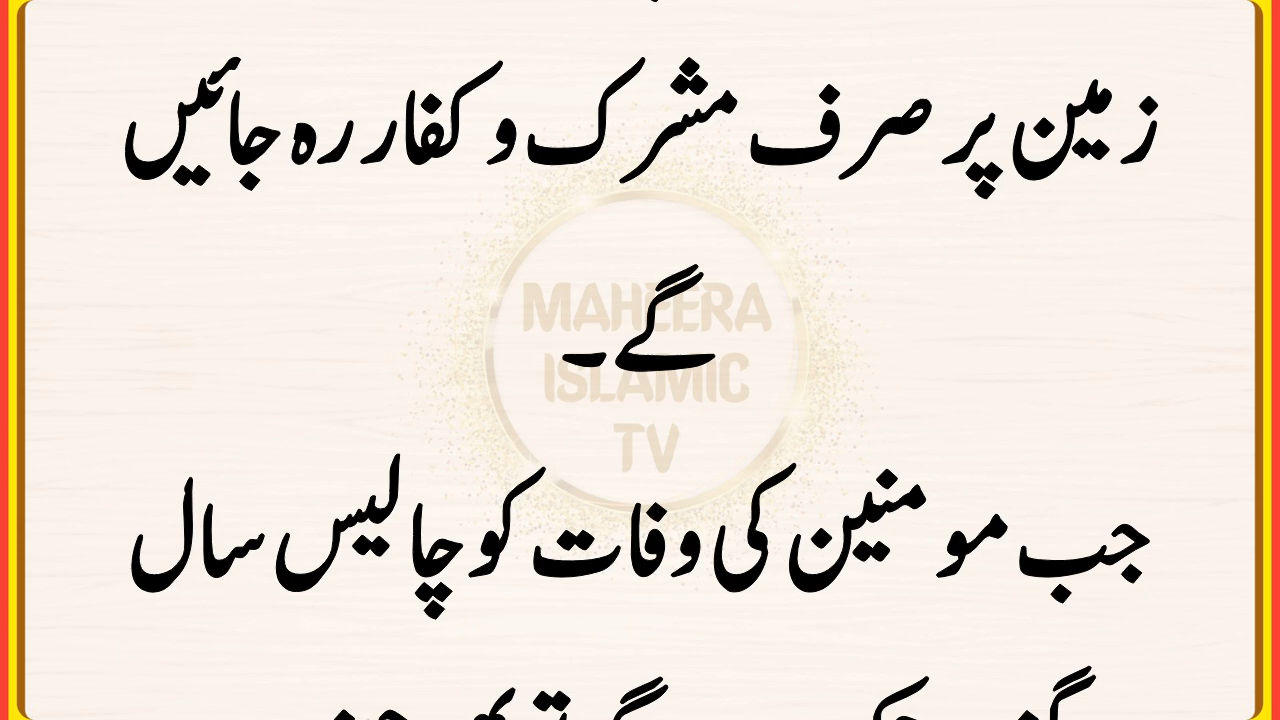 زمین پر صرف مشرک و کفار رہ جائیں
گے۔
MAHEERA
ISLAMIC
TV
جب مومنین کی وفات کو چالیس سال